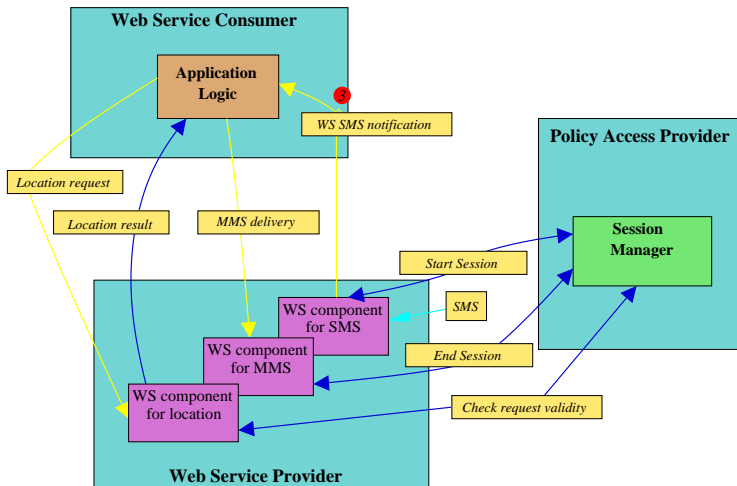 Web Service Consumer
Application
Logic
3
WS SMS notification
Policy Access Provider
Location request
Location result
MMS delivery
Session
Manager
Start Session
WS component
for SMS
SMS
WS component
for MMS
End Session
WS component
for location
Check request validity
Web Service Provider